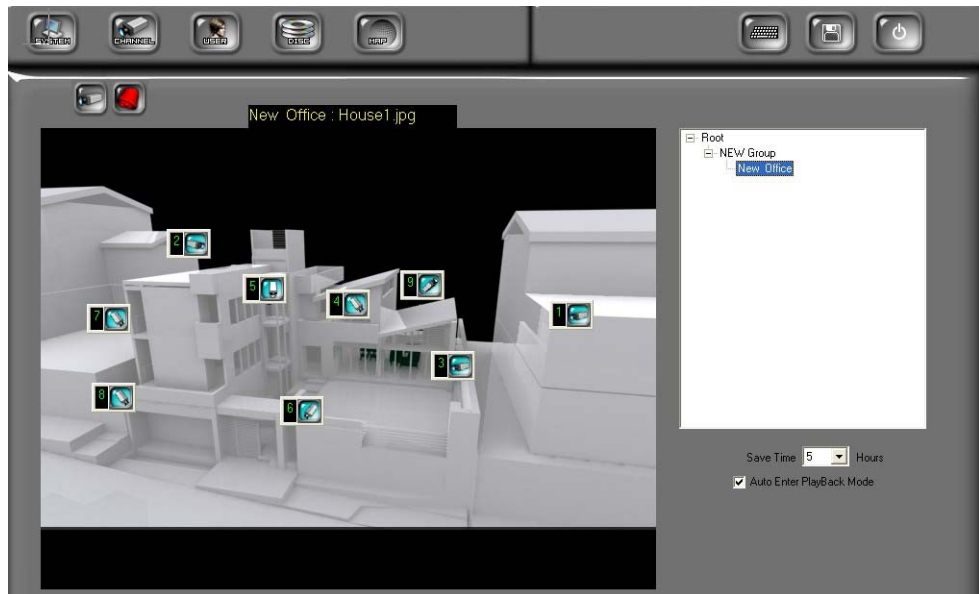 SYSTEM
CHANNEL
USER
DISC
MAP
New Office : House1.jpg
Root
NEW Group
New Office
2
5
9
4
7
1
3
8
6
Save Time 5 Hours
Auto Enter PlayBack Mode